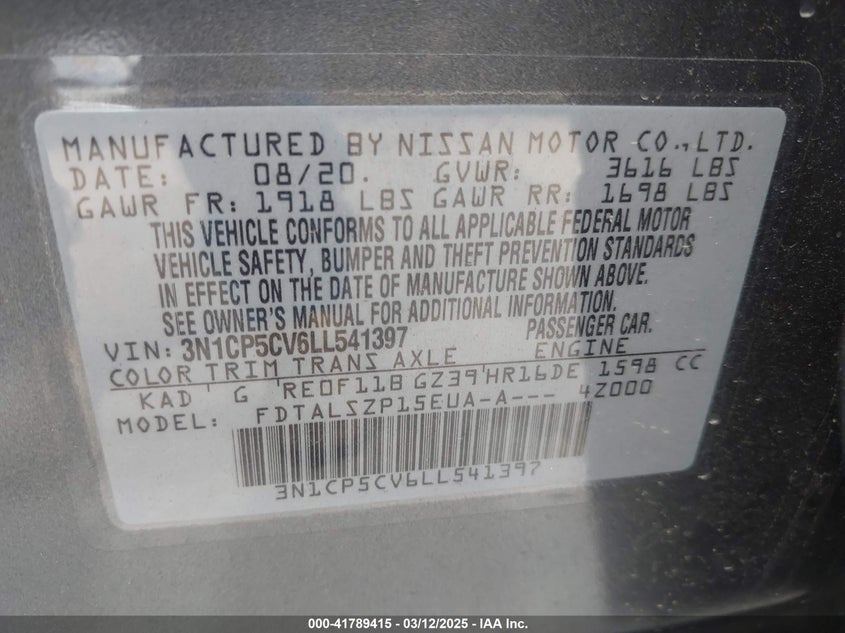 MANUFACTURED BY NISSAN MOTOR CO., LTD.
DATE: 08/20. GVWR: 3616 LBS
GAWR FR: 1918 LBS GAWR RR: 1698 LBS
THIS VEHICLE CONFORMS TO ALL APPLICABLE FEDERAL MOTOR
VEHICLE SAFETY, BUMPER AND THEFT PREVENTION STANDARDS
IN EFFECT ON THE DATE OF MANUFACTURE SHOWN ABOVE.
SEE OWNER'S MANUAL FOR ADDITIONAL INFORMATION.
VIN: 3N1CP5CV6LL541397 PASSENGER CAR.
COLOR TRIM TRANS AXLE ENGINE
KAD G RE0F11B GZ39 HR16DE 1598 CC
MODEL: FDTALSZP15EUA-A--- 4Z000
3N1CP5CV6LL541397
000-41789415 - 03/12/2025 - IAA Inc.